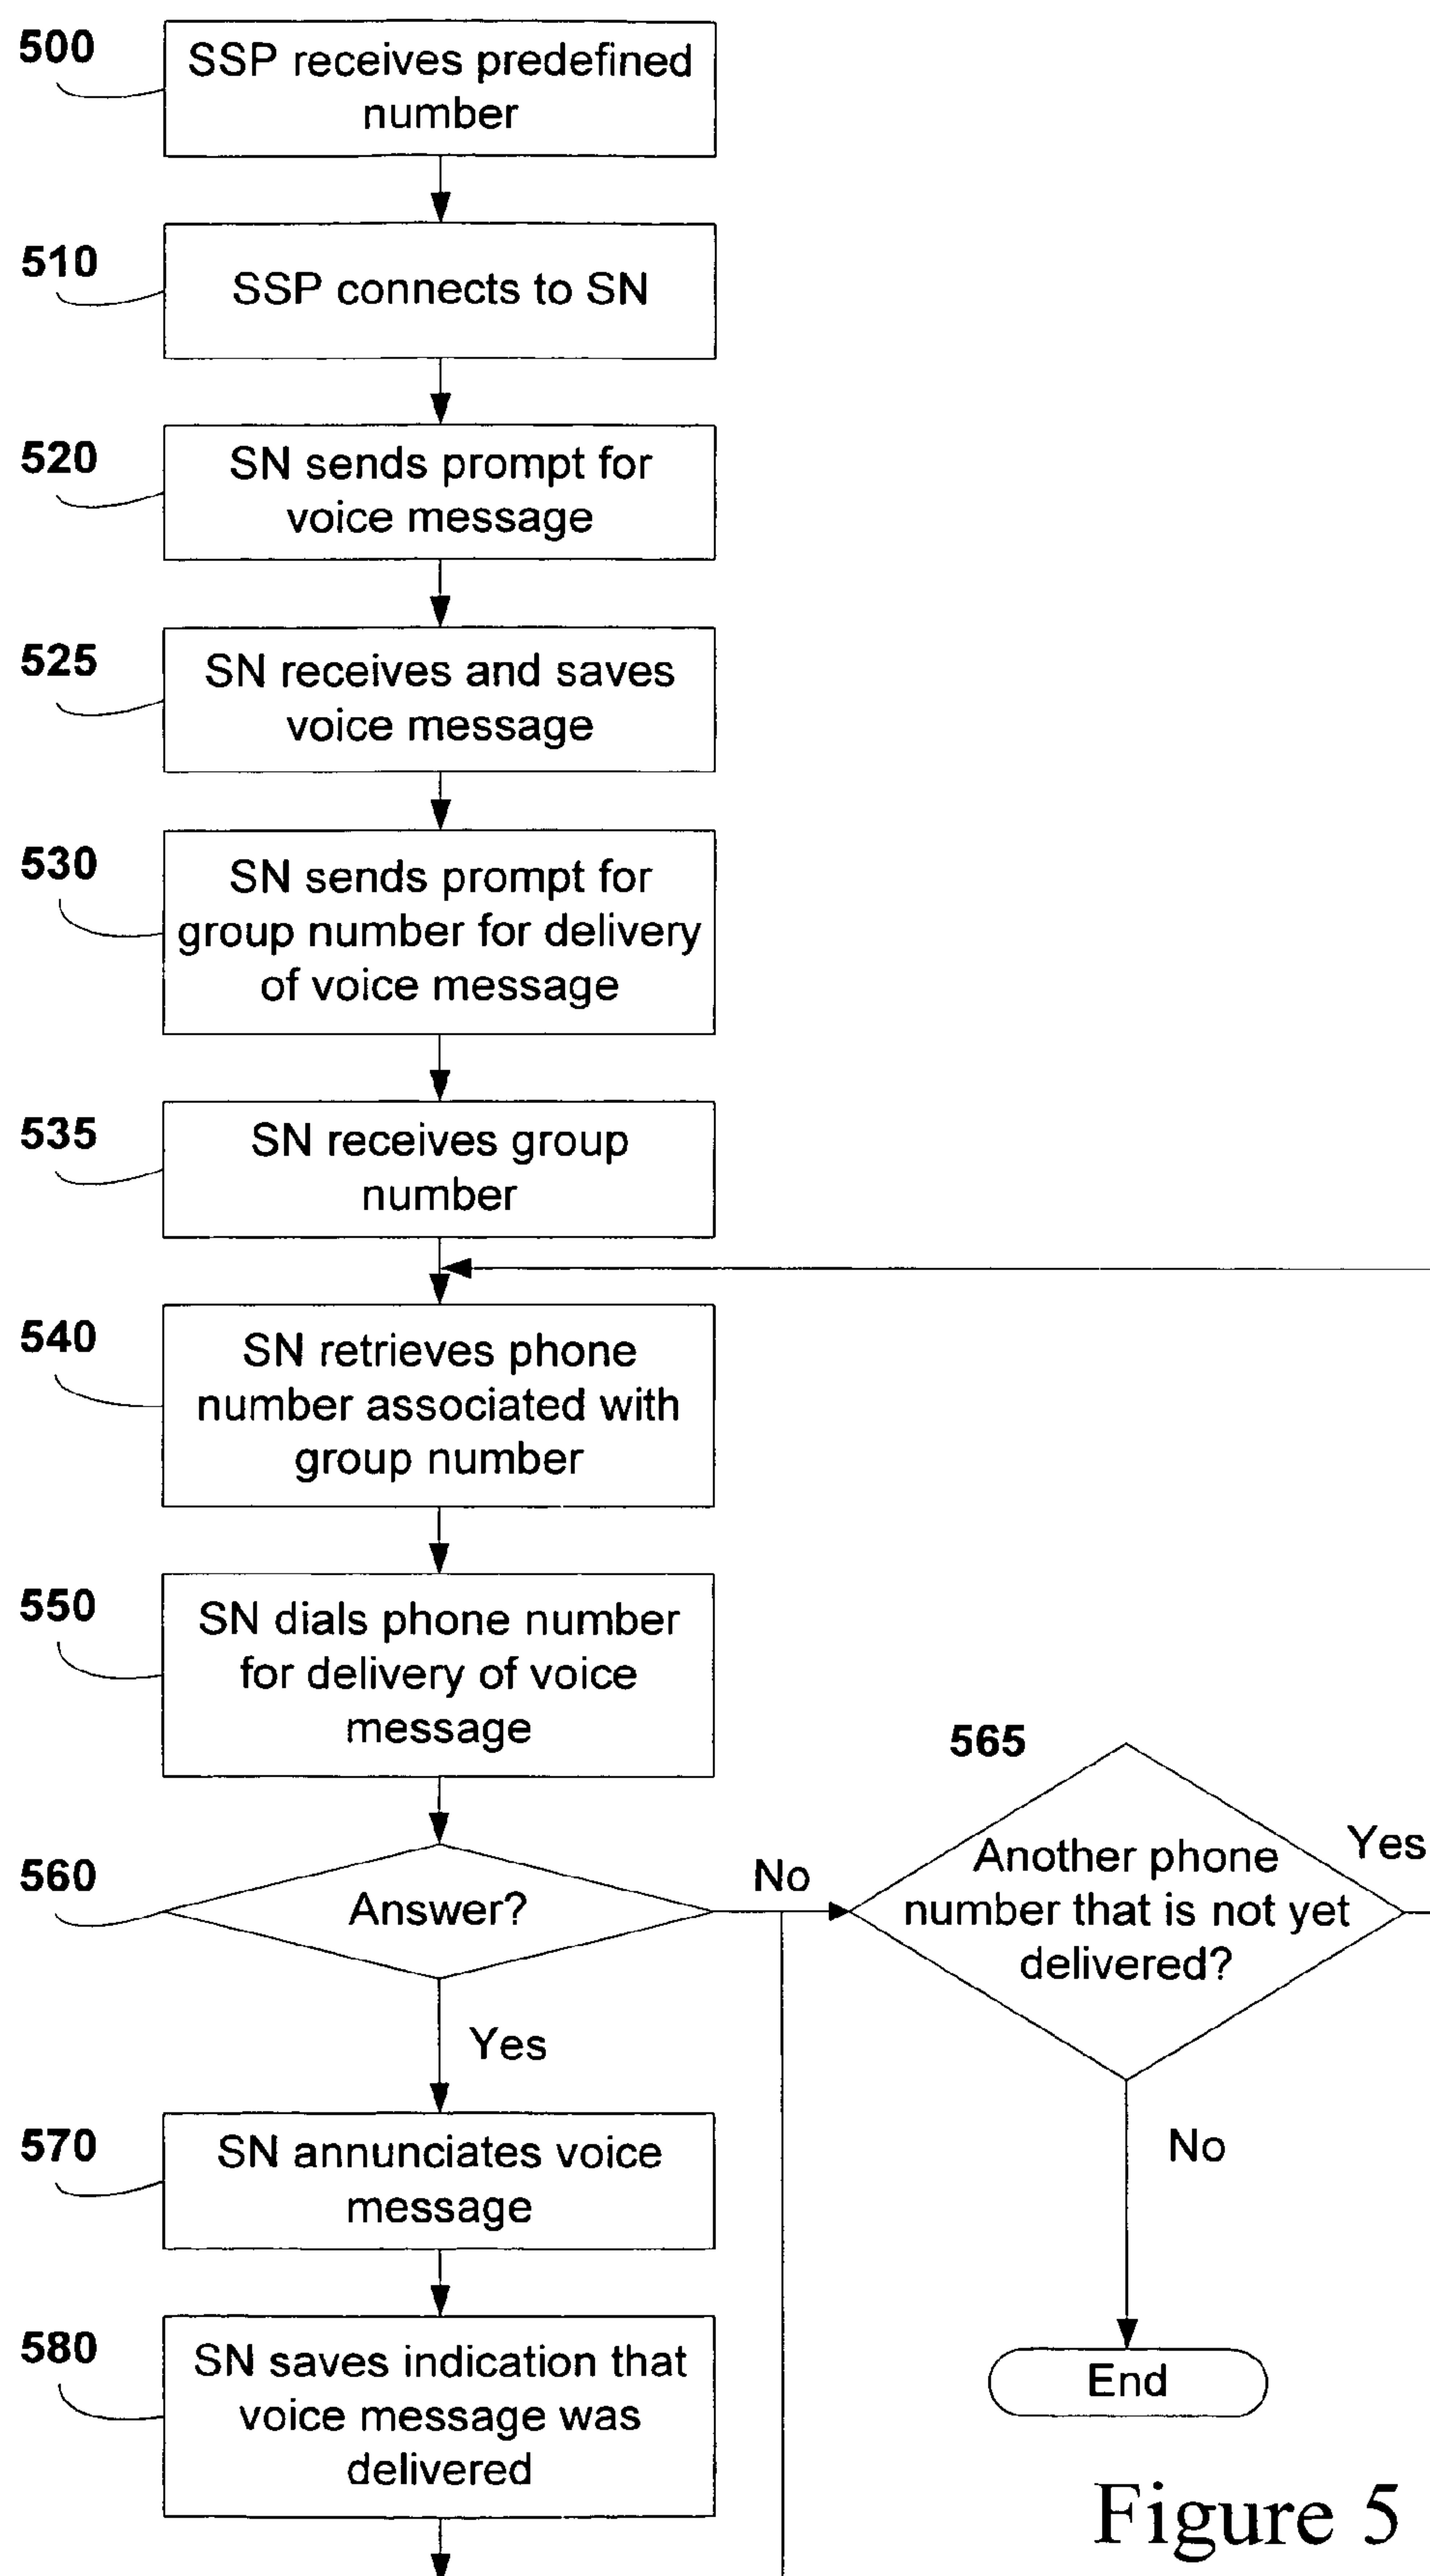 500
SSP receives predefined
number
510
SSP connects to SN
520
SN sends prompt for
voice message
525
SN receives and saves
voice message
530
SN sends prompt for
group number for delivery
of voice message
535
SN receives group
number
540
SN retrieves phone
number associated with
group number
550
SN dials phone number
for delivery of voice
message
560
Answer?
No
565
Another phone
number that is not yet
delivered?
Yes
Yes
No
570
SN annunciates voice
message
580
SN saves indication that
voice message was
delivered
End
Figure 5